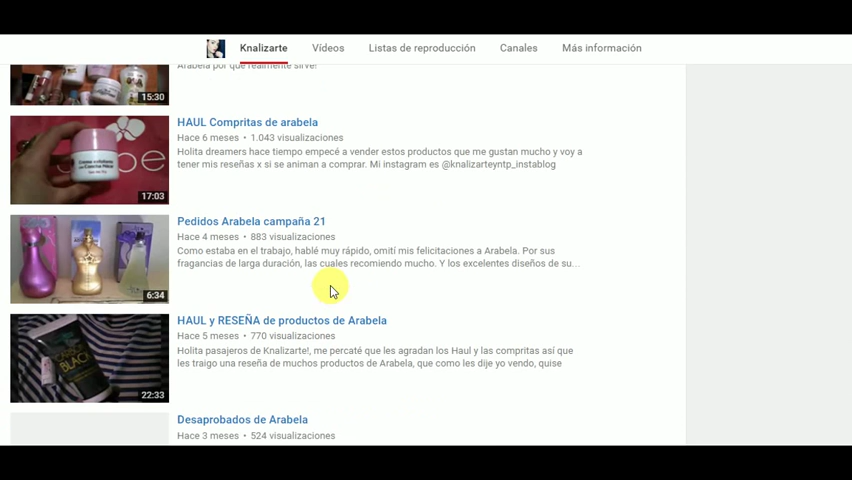 Knalizarte Vídeos Listas de reproducción Canales Más información
Arabela por que realmente sirve!
15:30
HAUL Compritas de arabela
Hace 6 meses • 1.043 visualizaciones
Holita dreamers hace tiempo empecé a vender estos productos que me gustan mucho y voy a
tener mis reseñas x si se animan a comprar. Mi instagram es @knalizarteyntp_instablog
17:03
Pedidos Arabela campaña 21
Hace 4 meses • 883 visualizaciones
Como estaba en el trabajo, hablé muy rápido, omití mis felicitaciones a Arabela. Por sus
fragancias de larga duración, las cuales recomiendo mucho. Y los excelentes diseños de su...
6:34
HAUL y RESEÑA de productos de Arabela
Hace 5 meses • 770 visualizaciones
Holita pasajeros de Knalizarte!, me percaté que les agradan los Haul y las compritas así que
les traigo una reseña de muchos productos de Arabela, que como les dije yo vendo, quise
BLACK
22:33
Desaprobados de Arabela
Hace 3 meses • 524 visualizaciones